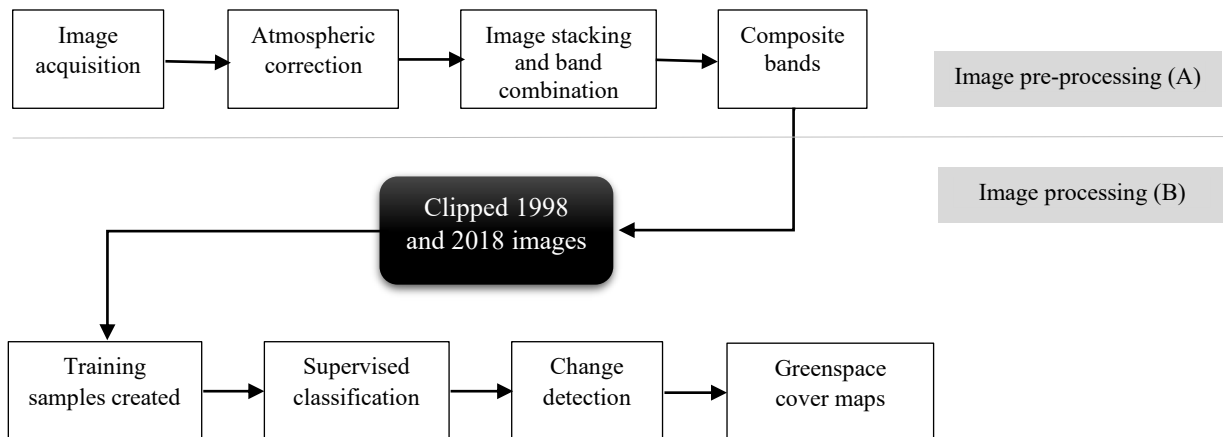 Image
acquisition
Atmospheric
correction
Image stacking
and band
combination
Composite
bands
Image pre-processing (A)
Image processing (B)
Clipped 1998
and 2018 images
Training
samples created
Supervised
classification
Change
detection
Greenspace
cover maps